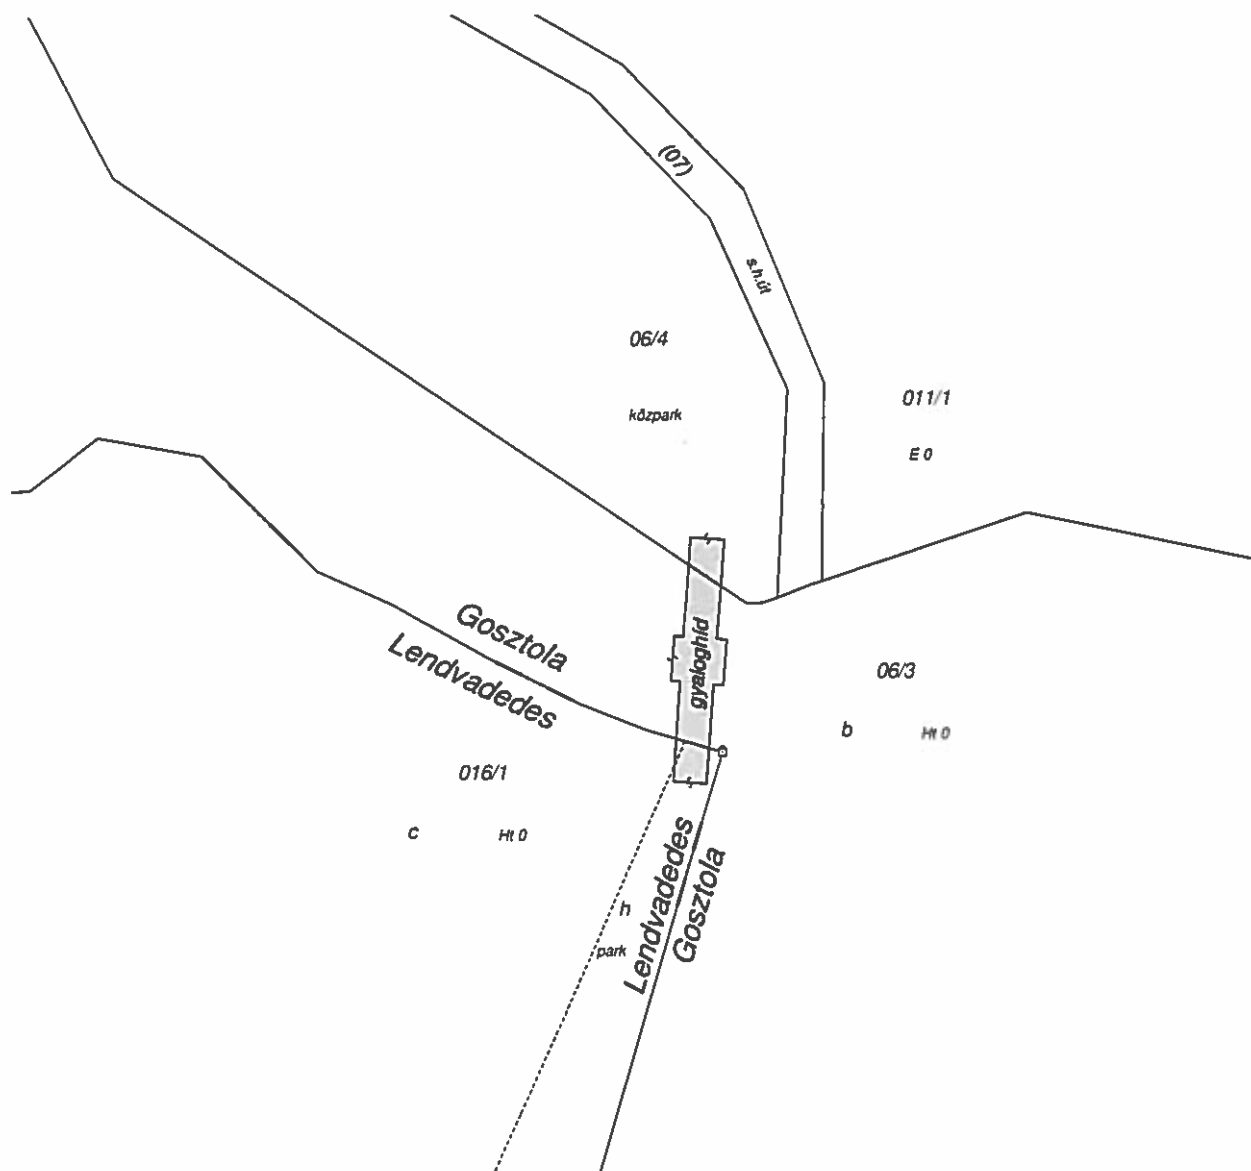 (07)
s.h.út
06/4
011/1
közpark
E 0
Gosztola
Lendvadedes
gyaloghíd
06/3
b
Ht 0
016/1
c
Ht 0
Lendvadedes
Gosztola
h
park